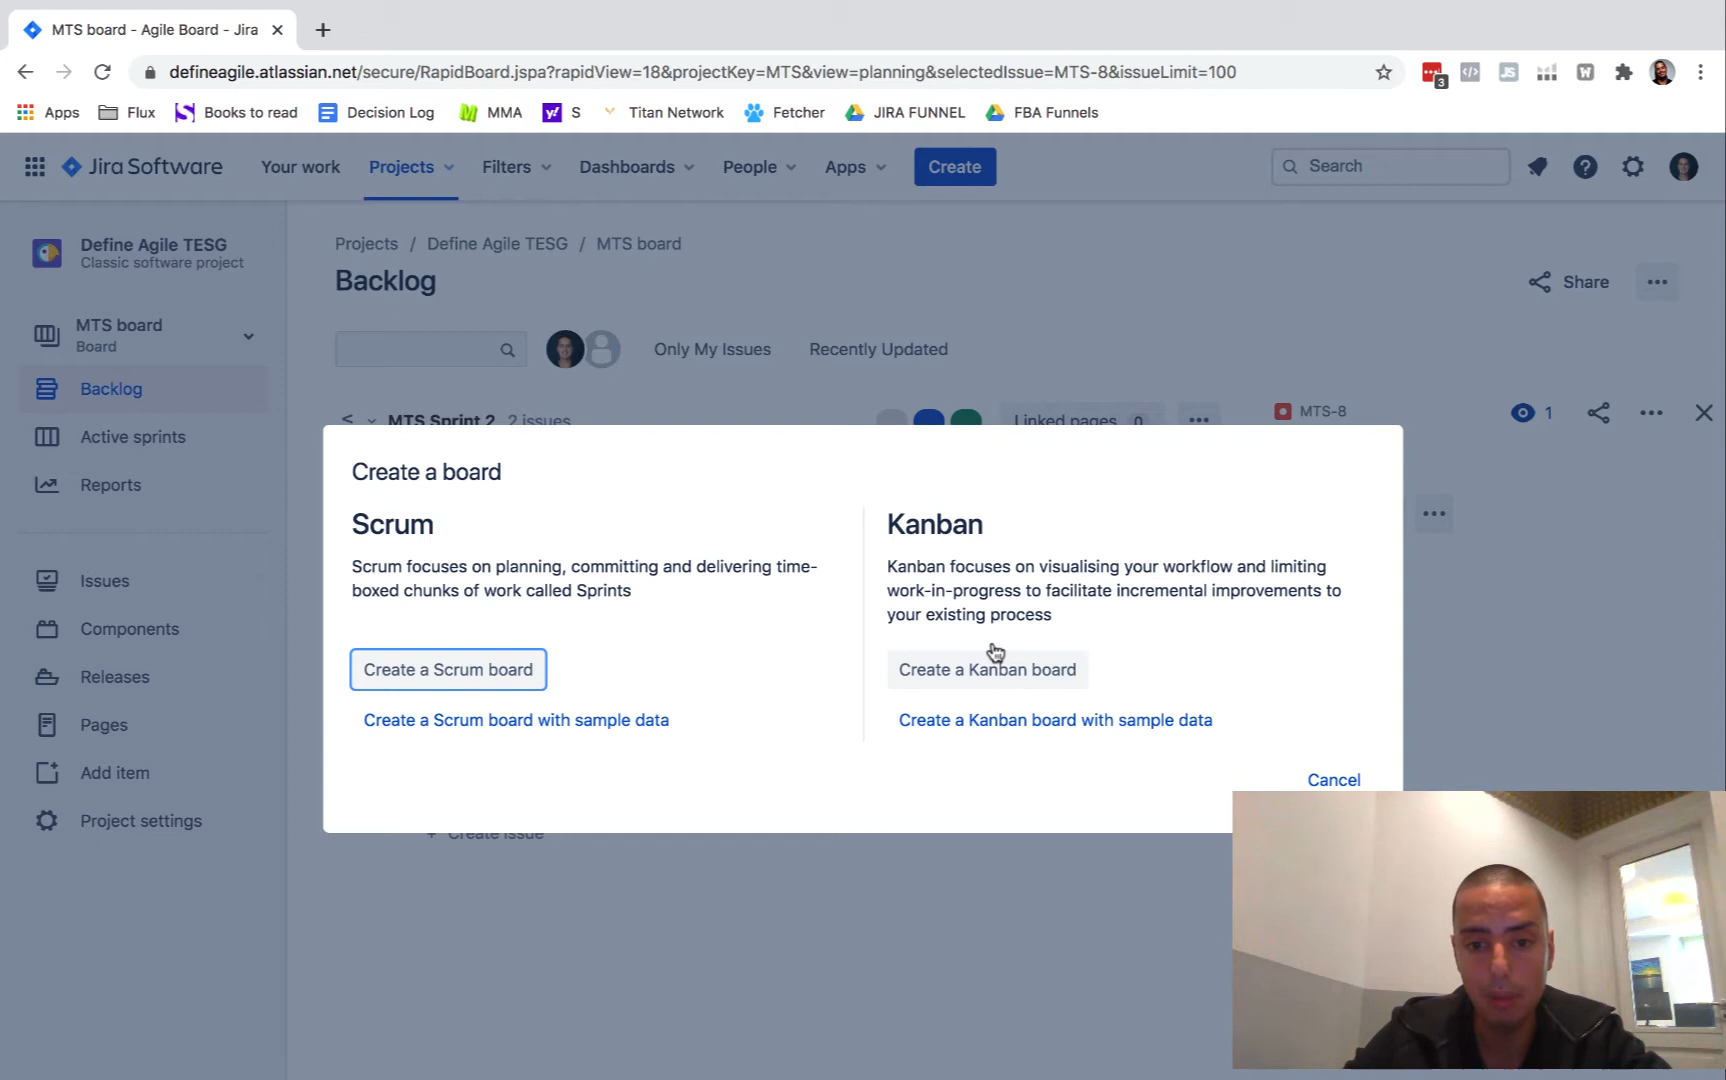 MTS board - Agile Board - Jira
defineagile.atlassian.net/secure/RapidBoard.jspa?rapidView=18&projectKey=MTS&view=planning&selectedIssue=MTS-8&issueLimit=100
3
JS
W
Apps
Flux
Books to read
Decision Log
MMA
S
Titan Network
Fetcher
JIRA FUNNEL
FBA Funnels
Jira Software
Your work
Projects
Filters
Dashboards
People
Apps
Create
Search
Define Agile TESG
Classic software project
MTS board
Board
Backlog
Active sprints
Reports
Issues
Components
Releases
Pages
Add item
Project settings
Projects / Define Agile TESG / MTS board
Backlog
Share
Only My Issues
Recently Updated
MTS Sprint 2 2 issues
Linked pages 0
MTS-8
1
Create a board
Scrum
Scrum focuses on planning, committing and delivering time-
boxed chunks of work called Sprints
Create a Scrum board
Create a Scrum board with sample data
Kanban
Kanban focuses on visualising your workflow and limiting
work-in-progress to facilitate incremental improvements to
your existing process
Create a Kanban board
Create a Kanban board with sample data
Cancel
+ Create issue